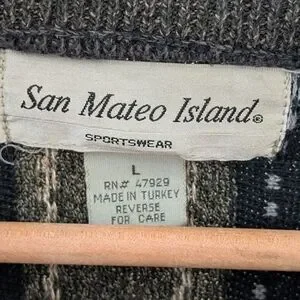 San Mateo Island®
SPORTSWEAR
L
RN# 47929
MADE IN TURKEY
REVERSE
FOR CARE